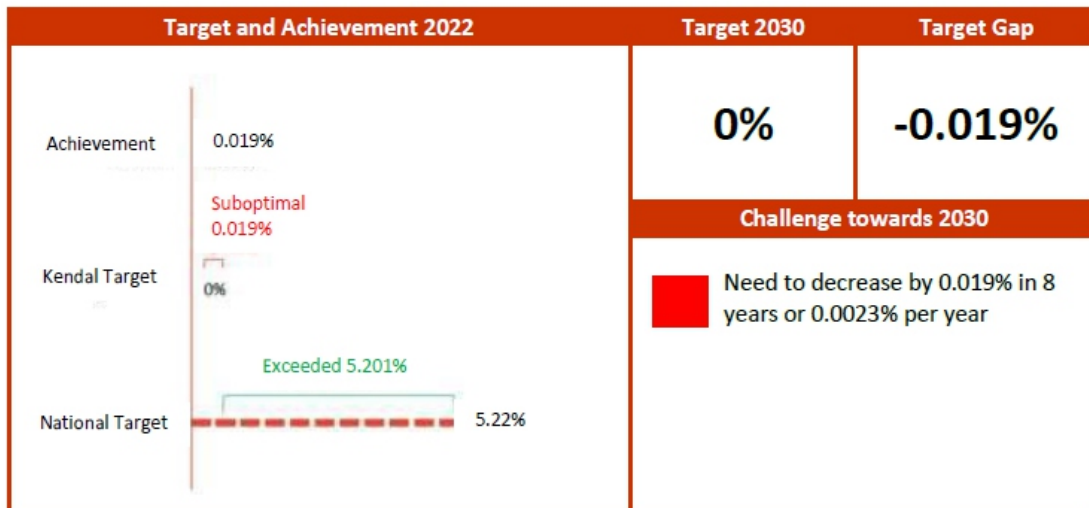 Target and Achievement 2022
Target 2030
Target Gap
Achievement
0.019%
Suboptimal
0.019%
Kendal Target
0%
Exceeded 5.201%
National Target
5.22%
0%
-0.019%
Challenge towards 2030
Need to decrease by 0.019% in 8
years or 0.0023% per year